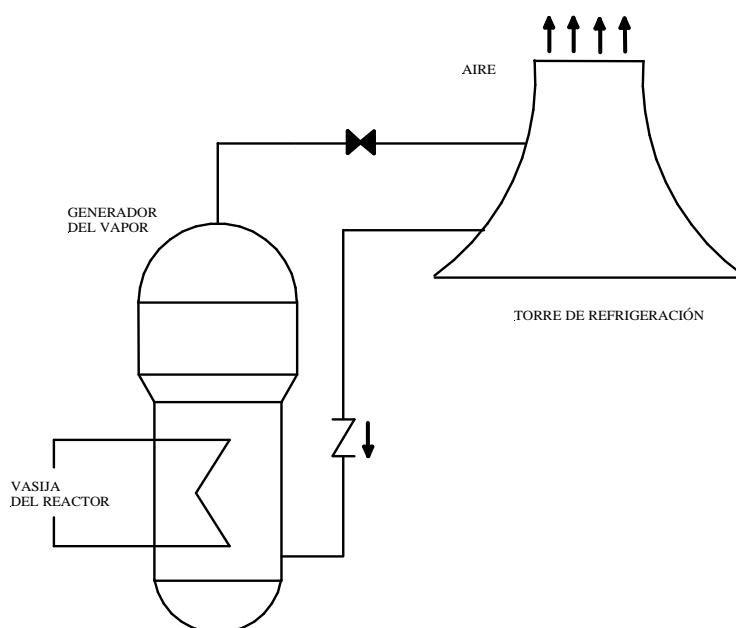 AIRE
GENERADOR
DEL VAPOR
TORRE DE REFRIGERACIÓN
VASIJA
DEL REACTOR